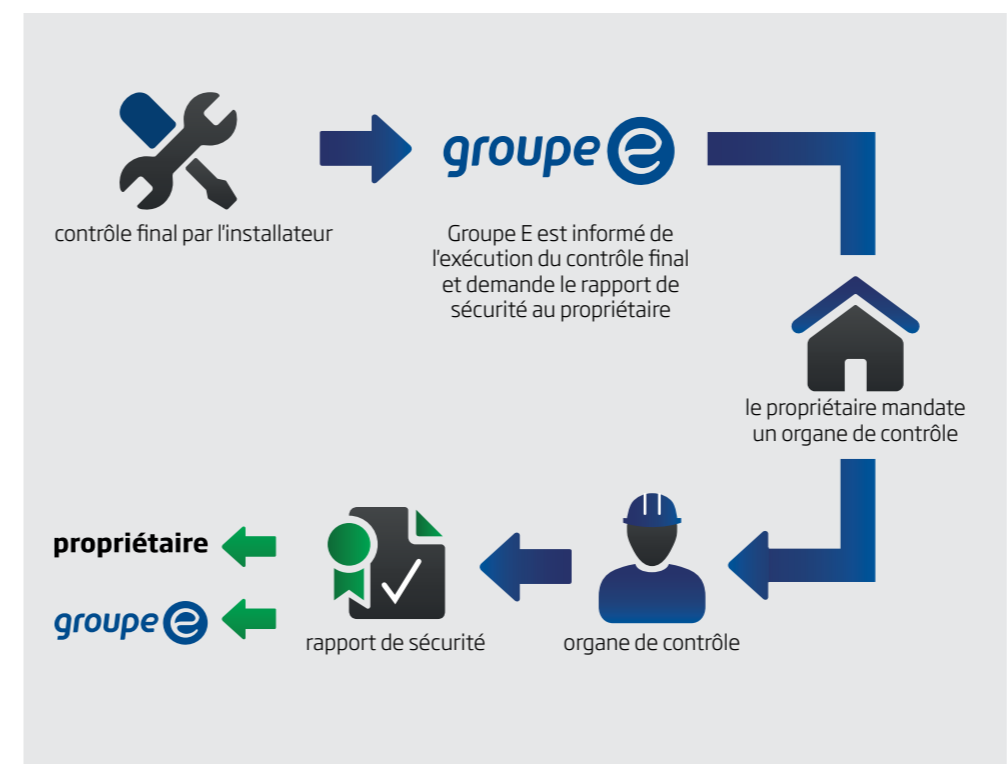 groupe e
contrôle final par l'installateur
Groupe E est informé de
l'exécution du contrôle final
et demande le rapport de
sécurité au propriétaire
le propriétaire mandate
un organe de contrôle
propriétaire
groupe e
rapport de sécurité
organe de contrôle